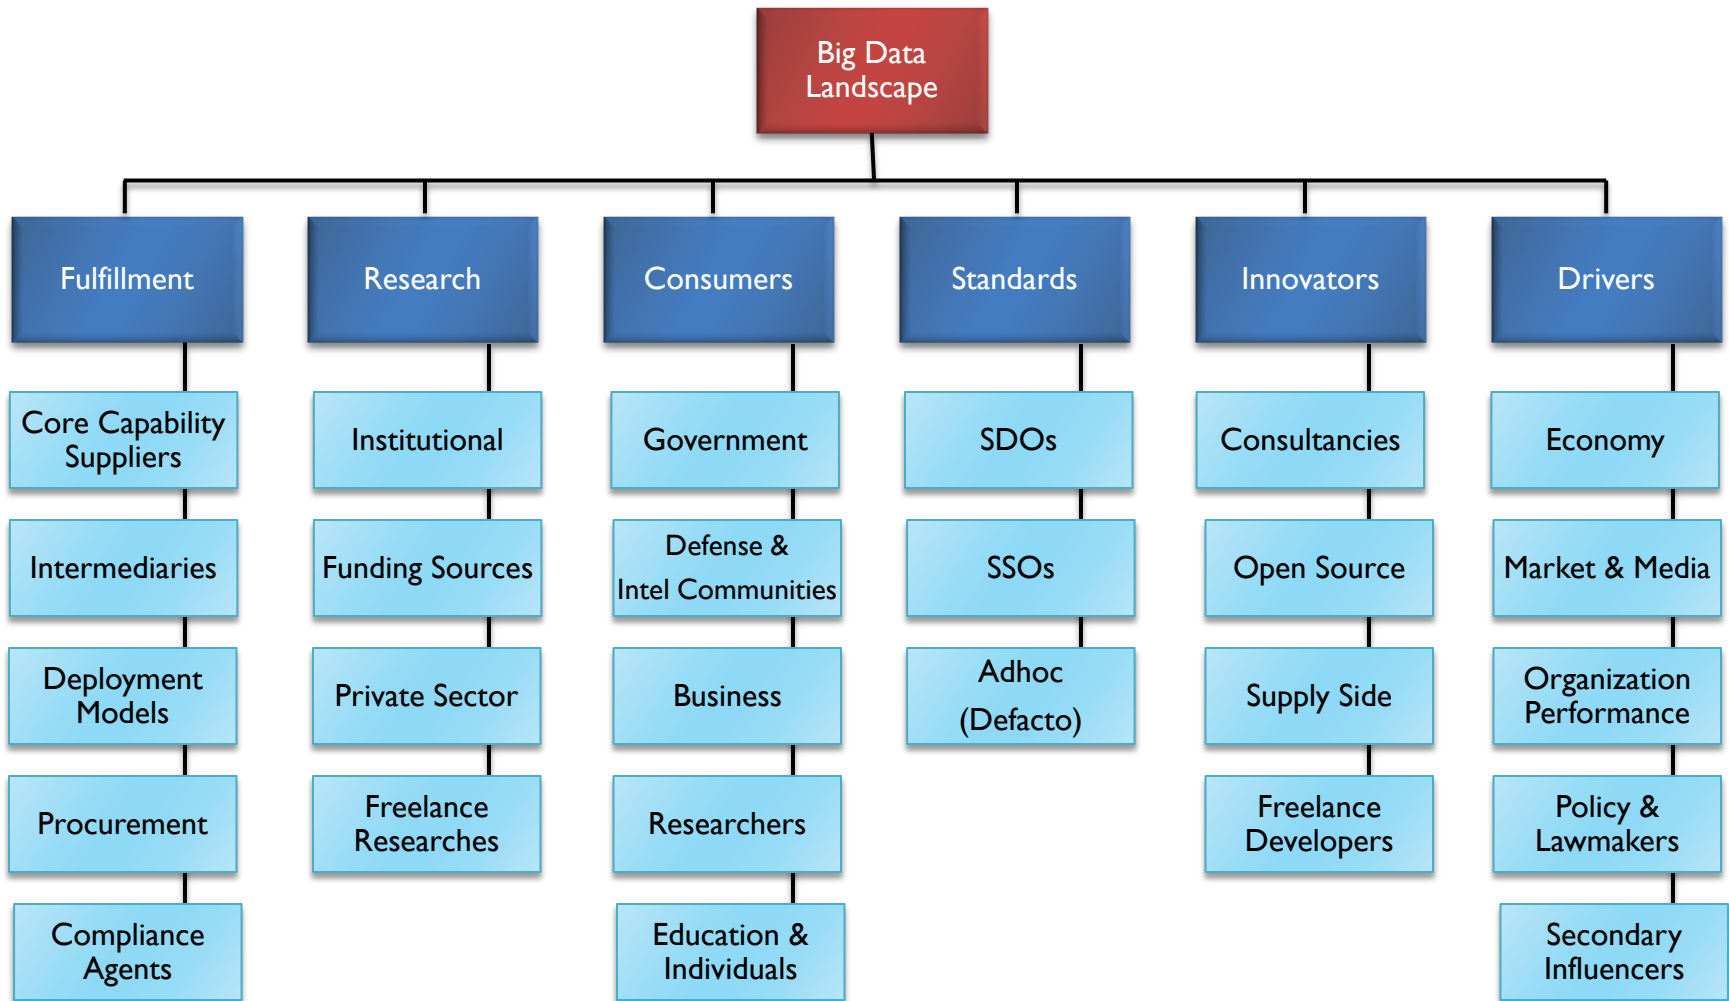 Big Data
Landscape
Fulfillment
Research
Consumers
Standards
Innovators
Drivers
Core Capability
Suppliers
Institutional
Government
SDOs
Consultancies
Economy
Intermediaries
Funding Sources
Defense &
Intel Communities
SSOs
Open Source
Market & Media
Deployment
Models
Private Sector
Business
Adhoc
(Defacto)
Supply Side
Organization
Performance
Procurement
Freelance
Researches
Researchers
Freelance
Developers
Policy &
Lawmakers
Compliance
Agents
Education &
Individuals
Secondary
Influencers